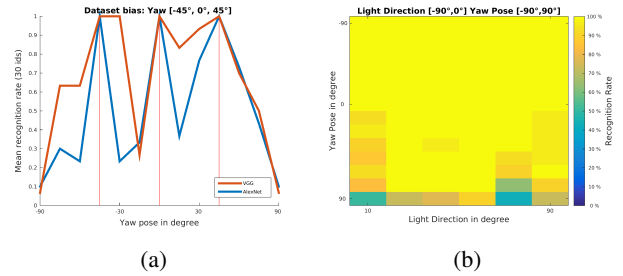 Dataset bias: Yaw [-45°, 0°, 45°]
Mean recognition rate (30 ids)
1
0.9
0.8
0.7
0.6
0.5
0.4
0.3
0.2
0.1
0
-90
-30
30
90
Yaw pose in degree
VGG
AlexNet
(a)
Light Direction [-90°,0°] Yaw Pose [-90°,90°]
Yaw Pose in degree
-90
0
90
10
90
Light Direction in degree
100 %
90 %
80 %
70 %
60 %
50 %
40 %
30 %
20 %
10 %
0 %
Recognition Rate
(b)